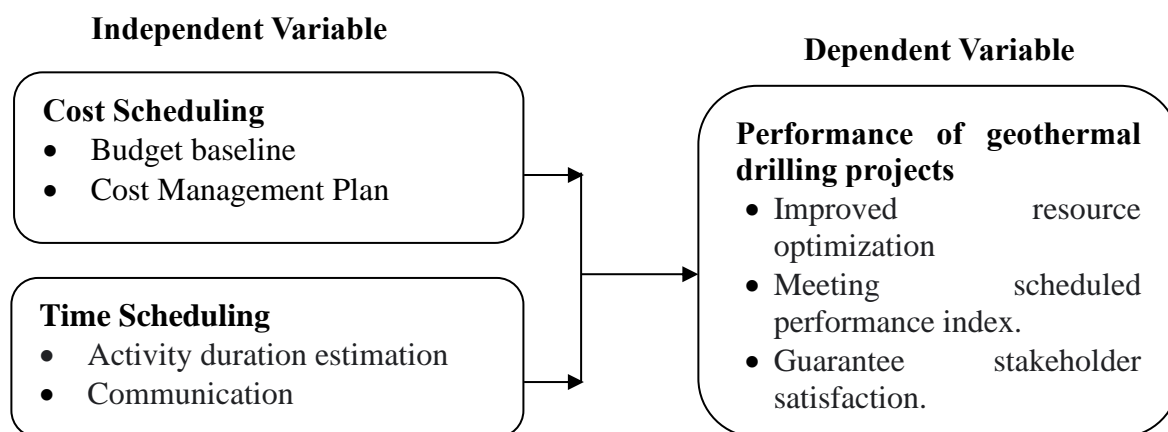 Independent Variable
Cost Scheduling
• Budget baseline
• Cost Management Plan
Time Scheduling
• Activity duration estimation
• Communication
Dependent Variable
Performance of geothermal
drilling projects
• Improved resource
optimization
• Meeting scheduled
performance index.
• Guarantee stakeholder
satisfaction.